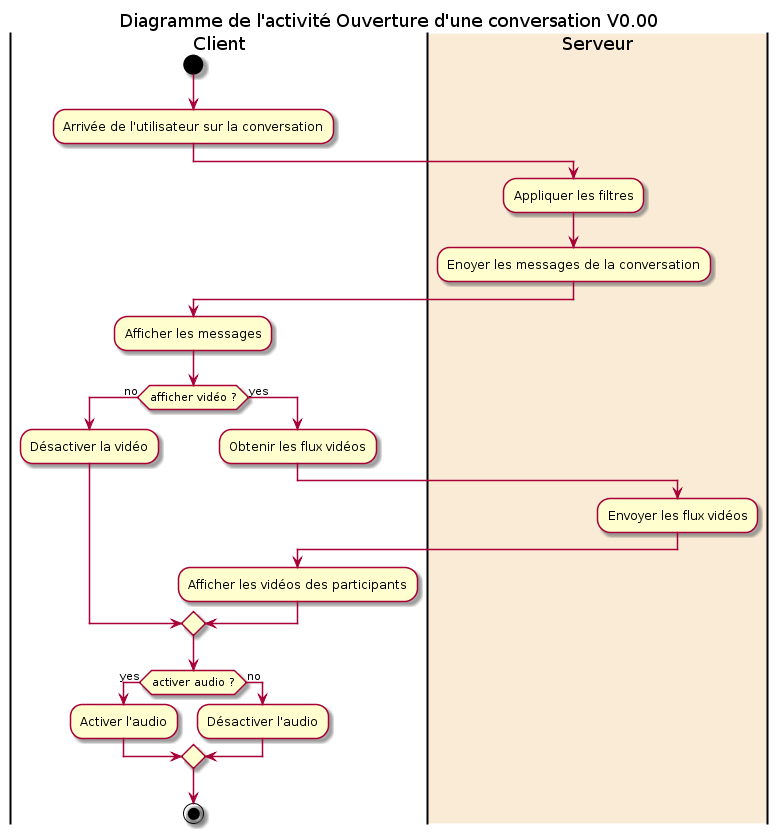 Diagramme de l'activité Ouverture d'une conversation V0.00
Client
Serveur
Arrivée de l'utilisateur sur la conversation
Appliquer les filtres
Enoyer les messages de la conversation
Afficher les messages
no
afficher vidéo ?
yes
Désactiver la vidéo
Obtenir les flux vidéos
Envoyer les flux vidéos
Afficher les vidéos des participants
yes
activer audio ?
no
Activer l'audio
Désactiver l'audio